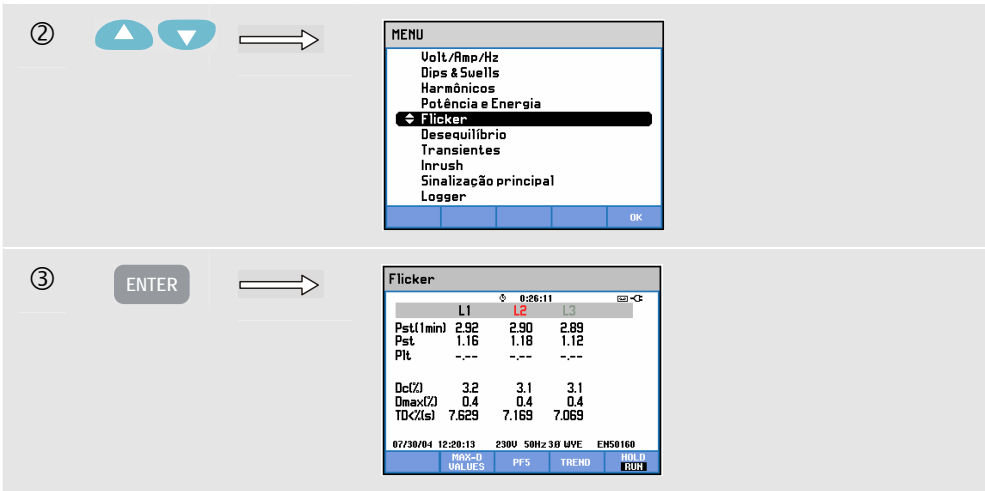 ②
MENU
Volt/Amp/Hz
Dips & Swells
Harmônicos
Potência e Energia
Flicker
Desequilíbrio
Transientes
Inrush
Sinalização principal
Logger
OK
③
ENTER
Flicker
0:26:11
L1 L2 L3
Pst(1min) 2.92 2.90 2.89
Pst 1.16 1.18 1.12
Plt -.-- -.-- -.--
Dc(%) 3.2 3.1 3.1
Dmax(%) 0.4 0.4 0.4
TD<%(s) 7.629 7.169 7.069
07/30/04 12:20:13 230V 50Hz 3Ø WYE EN50160
MAX-D VALUES PF5 TREND HOLD RUN